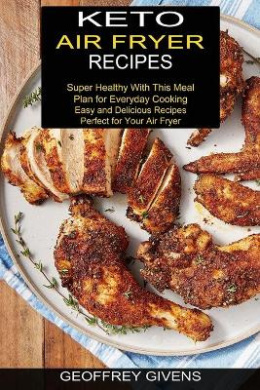 KETO
AIR FRYER
RECIPES
Super Healthy With This Meal
Plan for Everyday Cooking
Easy and Delicious Recipes
Perfect for Your Air Fryer
GEOFFREY GIVENS